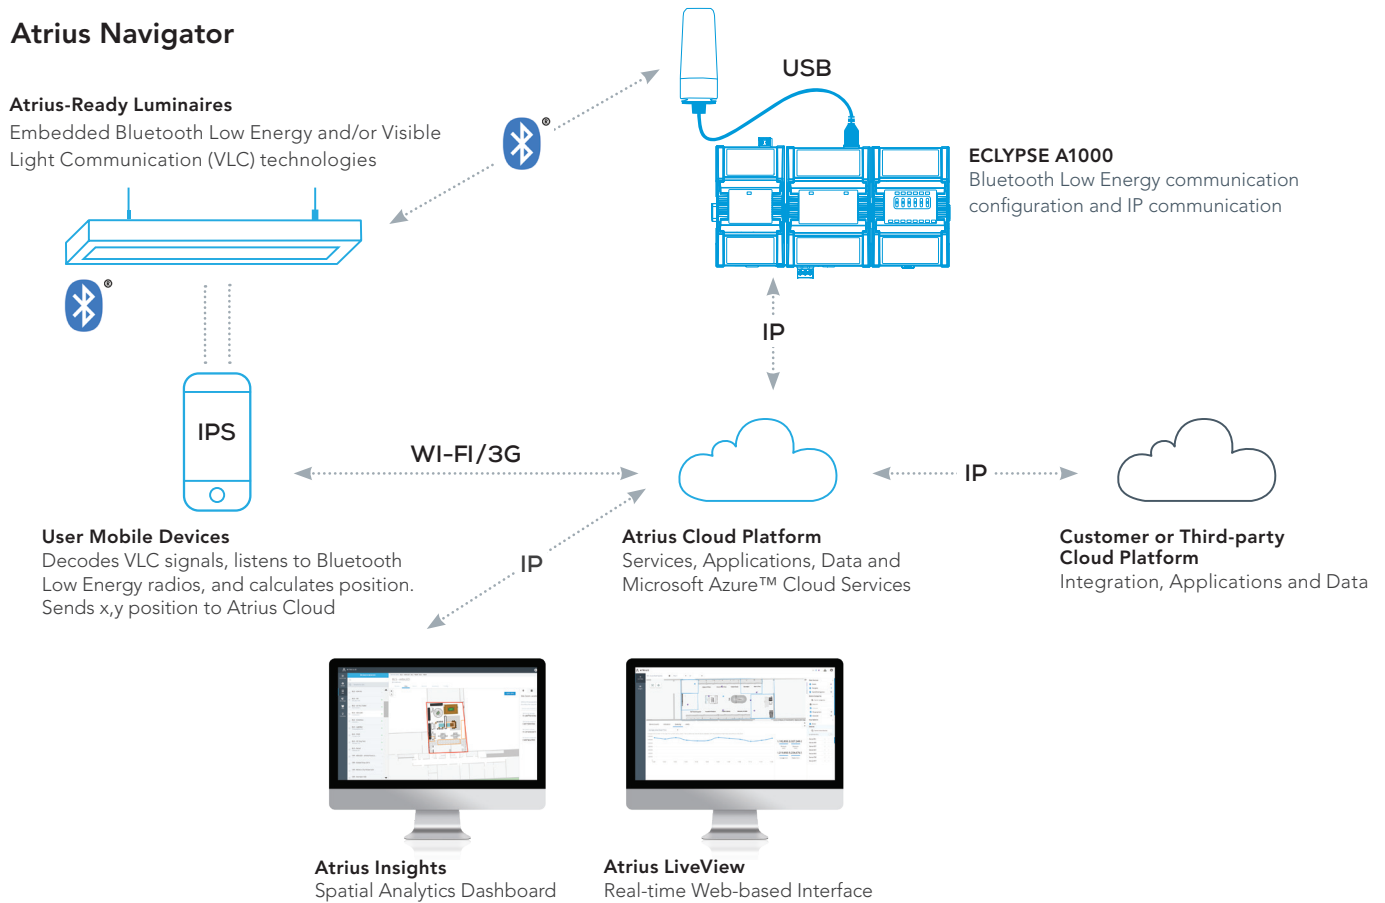 Atrius Navigator
Atrius-Ready Luminaires
Embedded Bluetooth Low Energy and/or Visible
Light Communication (VLC) technologies
®
USB
ECLYPSE A1000
Bluetooth Low Energy communication
configuration and IP communication
®
IP
IPS
WI-FI/3G
IP
User Mobile Devices
Decodes VLC signals, listens to Bluetooth
Low Energy radios, and calculates position.
Sends x,y position to Atrius Cloud
IP
Atrius Cloud Platform
Services, Applications, Data and
Microsoft Azure™ Cloud Services
Customer or Third-party
Cloud Platform
Integration, Applications and Data
Atrius Insights
Spatial Analytics Dashboard
Atrius LiveView
Real-time Web-based Interface